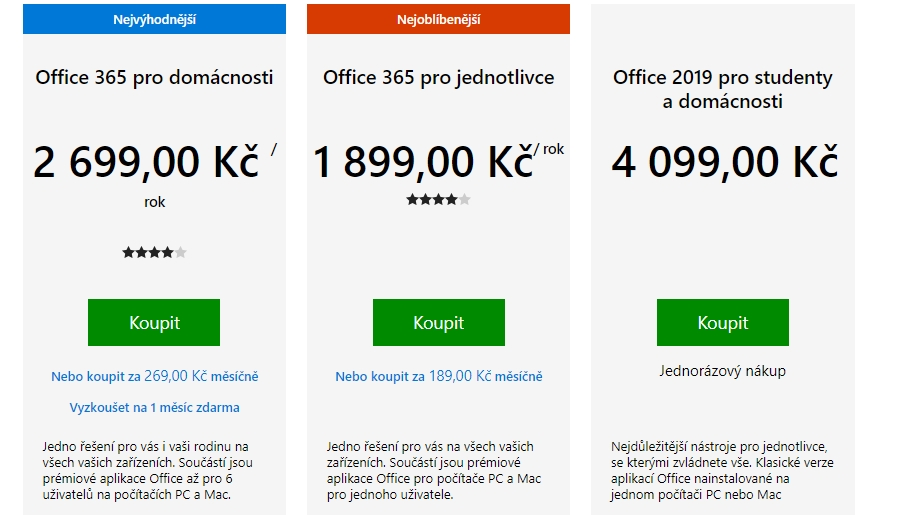 Nejvýhodnější
Office 365 pro domácnosti
2 699,00 Kč /
rok
Koupit
Nebo koupit za 269,00 Kč měsíčně
Vyzkoušet na 1 měsíc zdarma
Jedno řešení pro vás i vaši rodinu na
všech vašich zařízeních. Součástí jsou
prémiové aplikace Office až pro 6
uživatelů na počítačích PC a Mac.
Nejoblíbenější
Office 365 pro jednotlivce
1 899,00 Kč/ rok
Koupit
Nebo koupit za 189,00 Kč měsíčně
Jedno řešení pro vás na všech vašich
zařízeních. Součástí jsou prémiové
aplikace Office pro počítače PC a Mac
pro jednoho uživatele.
Office 2019 pro studenty
a domácnosti
4 099,00 Kč
Koupit
Jednorázový nákup
Nejdůležitější nástroje pro jednotlivce,
se kterými zvládnete vše. Klasické verze
aplikací Office nainstalované na
jednom počítači PC nebo Mac